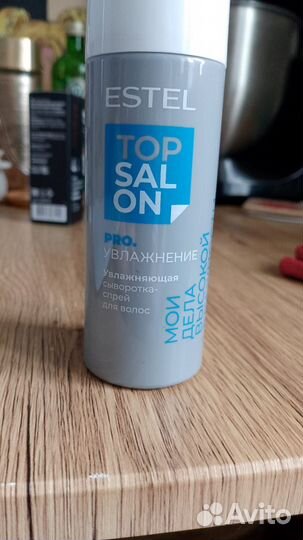 ESTEL
TOP
SAL
ON
PRO.
УВЛАЖНЕНИЕ
Увлажняющая
сыворотка-
спрей
для волос
МОИ
ДЕЛА
ВЫСОКОЙ
Avito